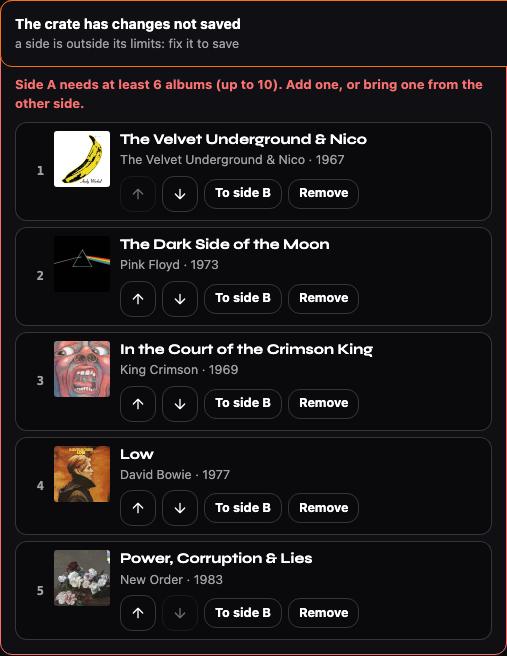 The crate has changes not saved
a side is outside its limits: fix it to save
Side A needs at least 6 albums (up to 10). Add one, or bring one from the
other side.
1
The Velvet Underground & Nico
The Velvet Underground & Nico · 1967
↑ ↓ To side B Remove
2
The Dark Side of the Moon
Pink Floyd · 1973
↑ ↓ To side B Remove
3
In the Court of the Crimson King
King Crimson · 1969
↑ ↓ To side B Remove
4
Low
David Bowie · 1977
↑ ↓ To side B Remove
5
Power, Corruption & Lies
New Order · 1983
↑ ↓ To side B Remove